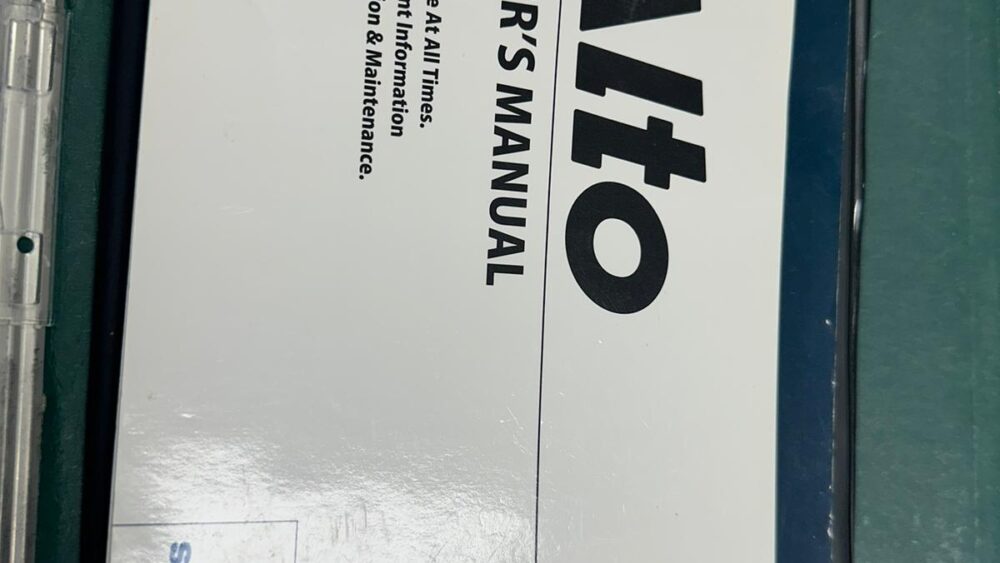 Alto
R'S MANUAL
e At All Times.
nt Information
on & Maintenance.
S